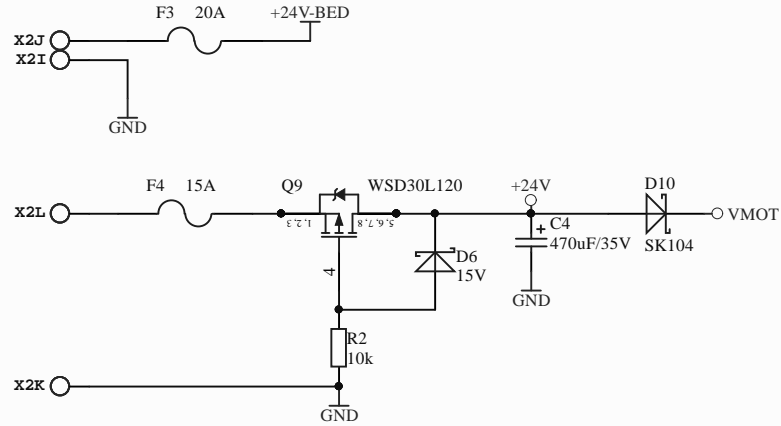 F3 20A +24V-BED
X2J
X2I
GND
F4 15A Q9 WSD30L120 +24V D10
X2L 1, 2, 3 5, 6, 7, 8 VMOT
C4
470uF/35V SK104
D6
15V
4
GND
R2
10k
X2K
GND